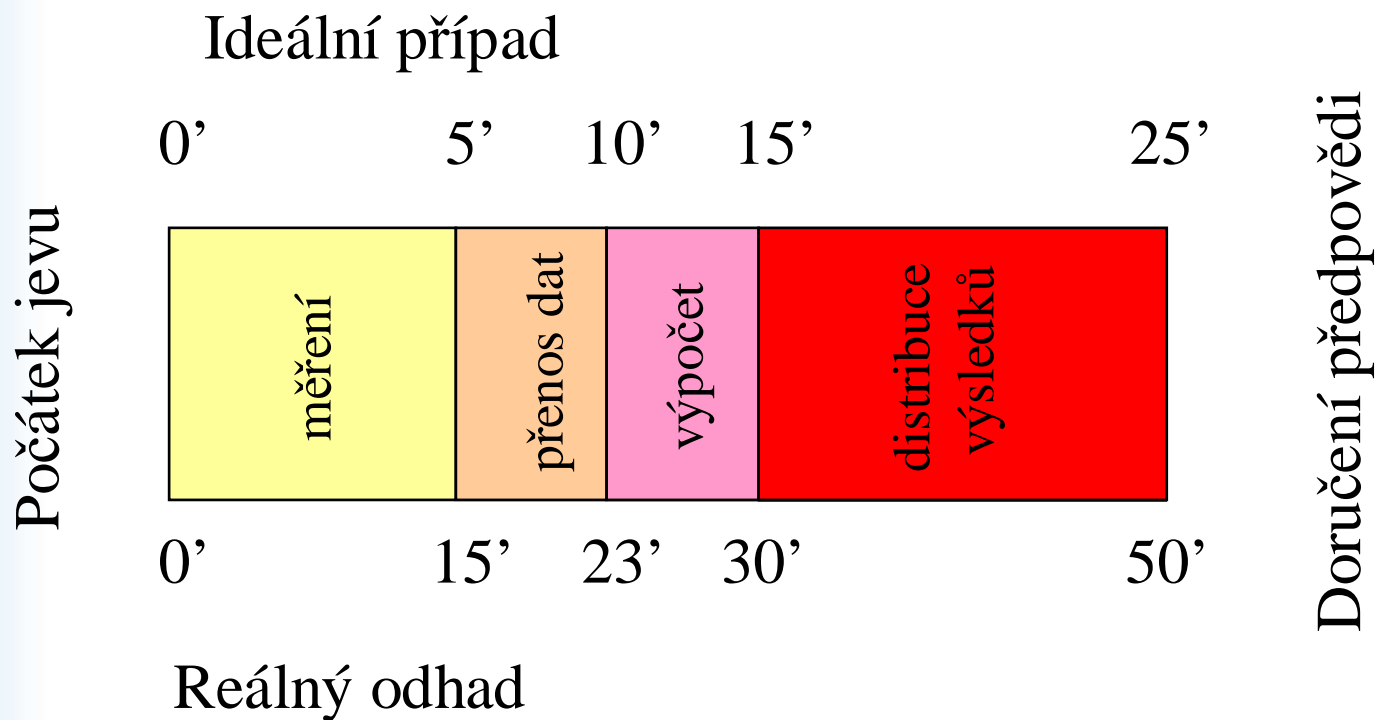 Ideální případ
0’ 5’ 10’ 15’ 25’
Počátek jevu
měření
přenos dat
výpočet
distribuce
výsledků
Doručení předpovědi
0’ 15’ 23’ 30’ 50’
Reálný odhad